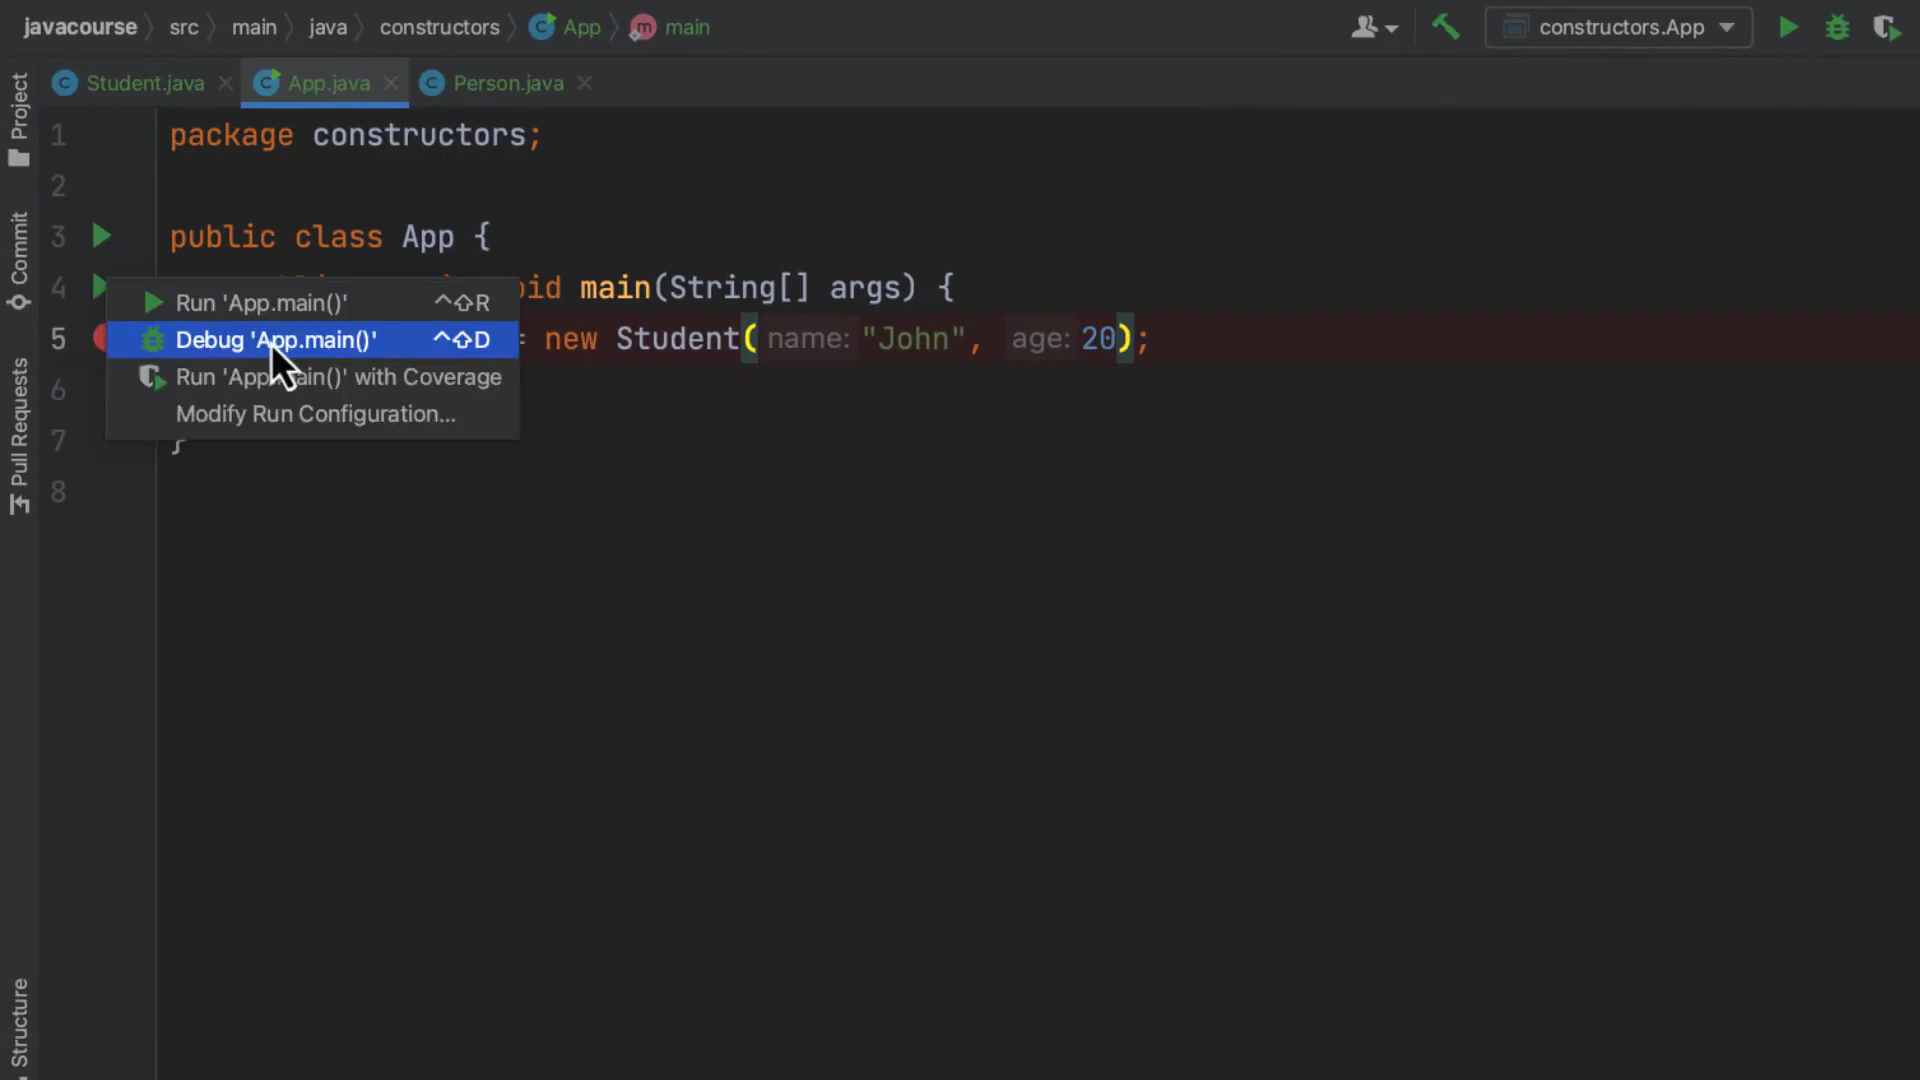 javacourse src main java constructors App main constructors.App
Student.java App.java Person.java
Project
Commit
Pull Requests
Structure
1 package constructors;
2
3 public class App {
4 void main(String[] args) {
Run 'App.main()' ^⇧R
5 = new Student( name: "John", age: 20);
Debug 'App.main()' ^⇧D
6
Run 'App.main()' with Coverage
Modify Run Configuration...
7 }
8